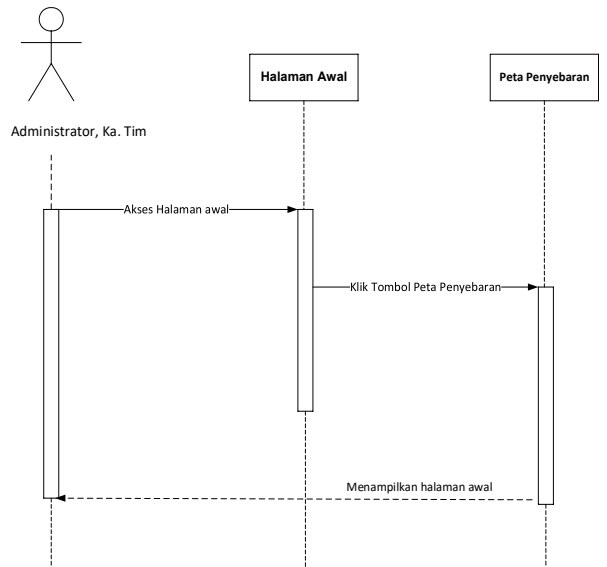 Halaman Awal
Peta Penyebaran
Administrator, Ka. Tim
Akses Halaman awal
Klik Tombol Peta Penyebaran
Menampilkan halaman awal